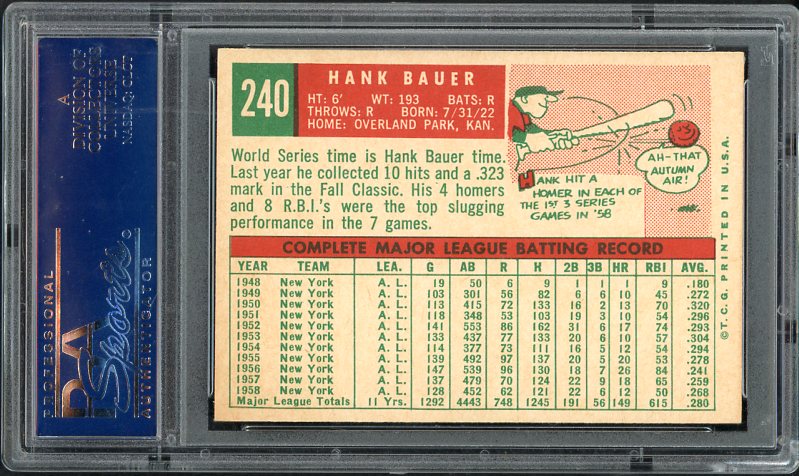 A
DIVISION OF
COLLECTORS
UNIVERSE
NASDAQ: CLCT
PROFESSIONAL
PSA
Sports
AUTHENTICATOR
240
HANK BAUER
HT: 6' WT: 193 BATS: R
THROWS: R BORN: 7/31/22
HOME: OVERLAND PARK, KAN.
World Series time is Hank Bauer time.
Last year he collected 10 hits and a .323
mark in the Fall Classic. His 4 homers
and 8 R.B.I.'s were the top slugging
performance in the 7 games.
HANK HIT A
HOMER IN EACH OF
THE 1ST 3 SERIES
GAMES IN '58
AH-THAT
AUTUMN
AIR!
COMPLETE MAJOR LEAGUE BATTING RECORD
YEAR TEAM LEA. G AB R H 2B 3B HR RBI AVG.
1948 New York A. L. 19 50 6 9 1 1 1 9 .180
1949 New York A. L. 103 301 56 82 6 6 10 45 .272
1950 New York A. L. 113 415 72 133 16 2 13 70 .320
1951 New York A. L. 118 348 53 103 19 3 10 54 .296
1952 New York A. L. 141 553 86 162 31 6 17 74 .293
1953 New York A. L. 133 437 77 133 20 6 10 57 .304
1954 New York A. L. 114 377 73 111 16 5 12 54 .294
1955 New York A. L. 139 492 97 137 20 5 20 53 .278
1956 New York A. L. 147 539 96 130 18 7 26 84 .241
1957 New York A. L. 137 479 70 124 22 9 18 65 .259
1958 New York A. L. 128 452 62 121 22 6 12 50 .268
Major League Totals 11 Yrs. 1292 4443 748 1245 191 56 149 615 .280
© T. C. G. PRINTED IN U.S.A.